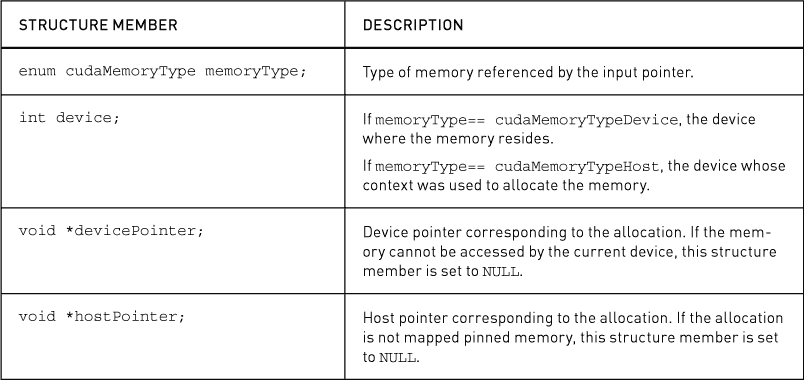 STRUCTURE MEMBER
DESCRIPTION
enum cudaMemoryType memoryType;
Type of memory referenced by the input pointer.
int device;
If memoryType== cudaMemoryTypeDevice, the device
where the memory resides.
If memoryType== cudaMemoryTypeHost, the device whose
context was used to allocate the memory.
void *devicePointer;
Device pointer corresponding to the allocation. If the mem-
ory cannot be accessed by the current device, this structure
member is set to NULL.
void *hostPointer;
Host pointer corresponding to the allocation. If the allocation
is not mapped pinned memory, this structure member is set
to NULL.